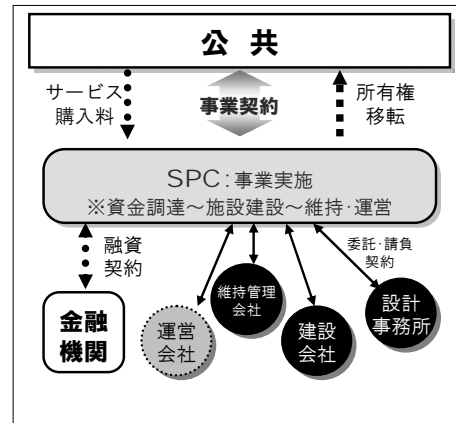 公 共
サービス
購入料
事業契約
所有権
移転
SPC:事業実施
※資金調達～施設建設～維持･運営
融資
契約
委託･請負
契約
金融
機関
運営
会社
維持管理
会社
建設
会社
設計
事務所